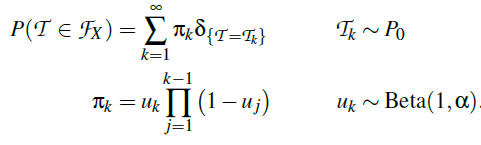 P(𝒯 ∈ ℱ_X) = ∑_{k=1}^{∞} π_k δ_{{𝒯=𝒯_k}} 𝒯_k ∼ P_0
π_k = u_k ∏_{j=1}^{k−1} (1 − u_j) u_k ∼ Beta(1, α).